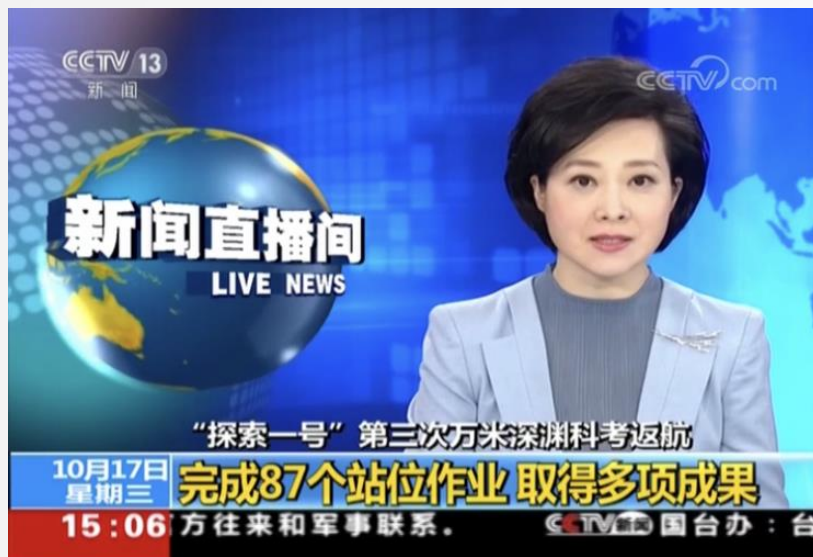 CCTV 13
新闻
CCTV.com
新闻直播间
LIVE NEWS
“探索一号”第三次万米深渊科考返航
10月17日
星期三
完成87个站位作业 取得多项成果
15:06
方往来和军事联系.
CCTV新闻 国台办:台